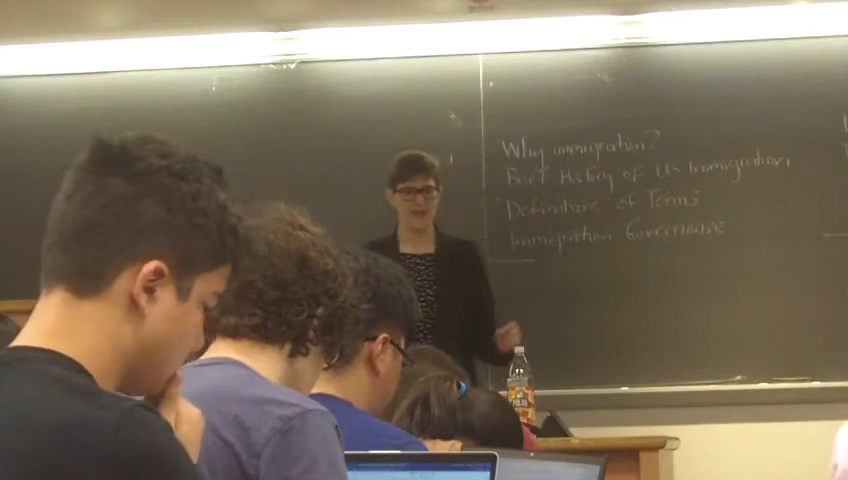 Why immigration?
Brief History of US Immigration
Definitions of Terms
Immigration Governance